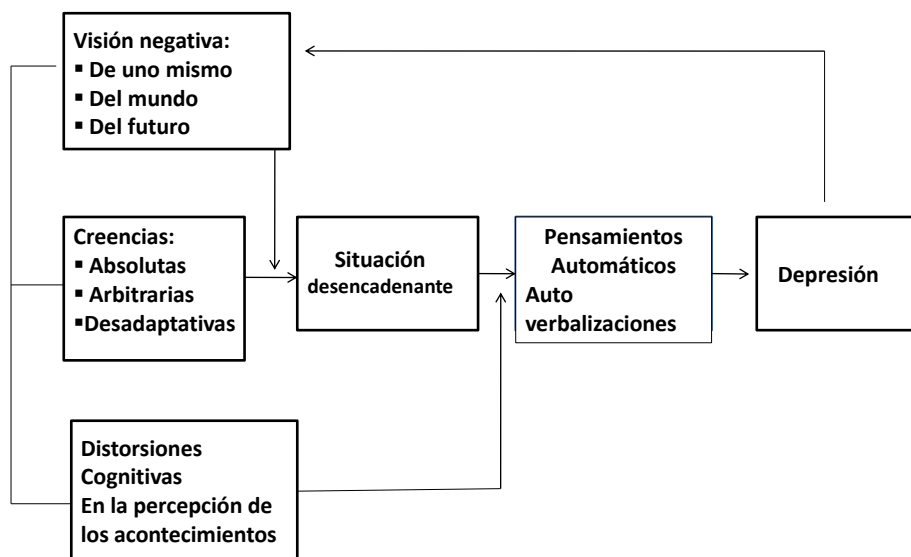 Visión negativa:
▪ De uno mismo
▪ Del mundo
▪ Del futuro
Creencias:
▪ Absolutas
▪ Arbitrarias
▪Desadaptativas
Situación
desencadenante
Pensamientos
Automáticos
Auto
verbalizaciones
Depresión
Distorsiones
Cognitivas
En la percepción de
los acontecimientos